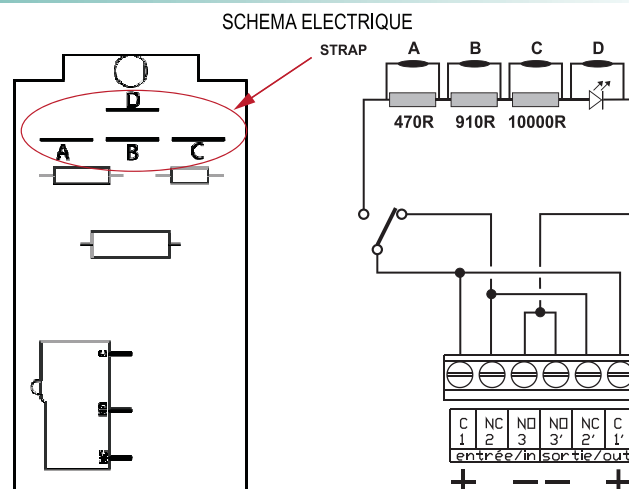 SCHEMA ELECTRIQUE
STRAP
A B C D
470R 910R 10000R
D
A B C
C
NO
NC
C NC NO NO NC C
1 2 3 3' 2' 1'
entrée/in sortie/out
+ - - +